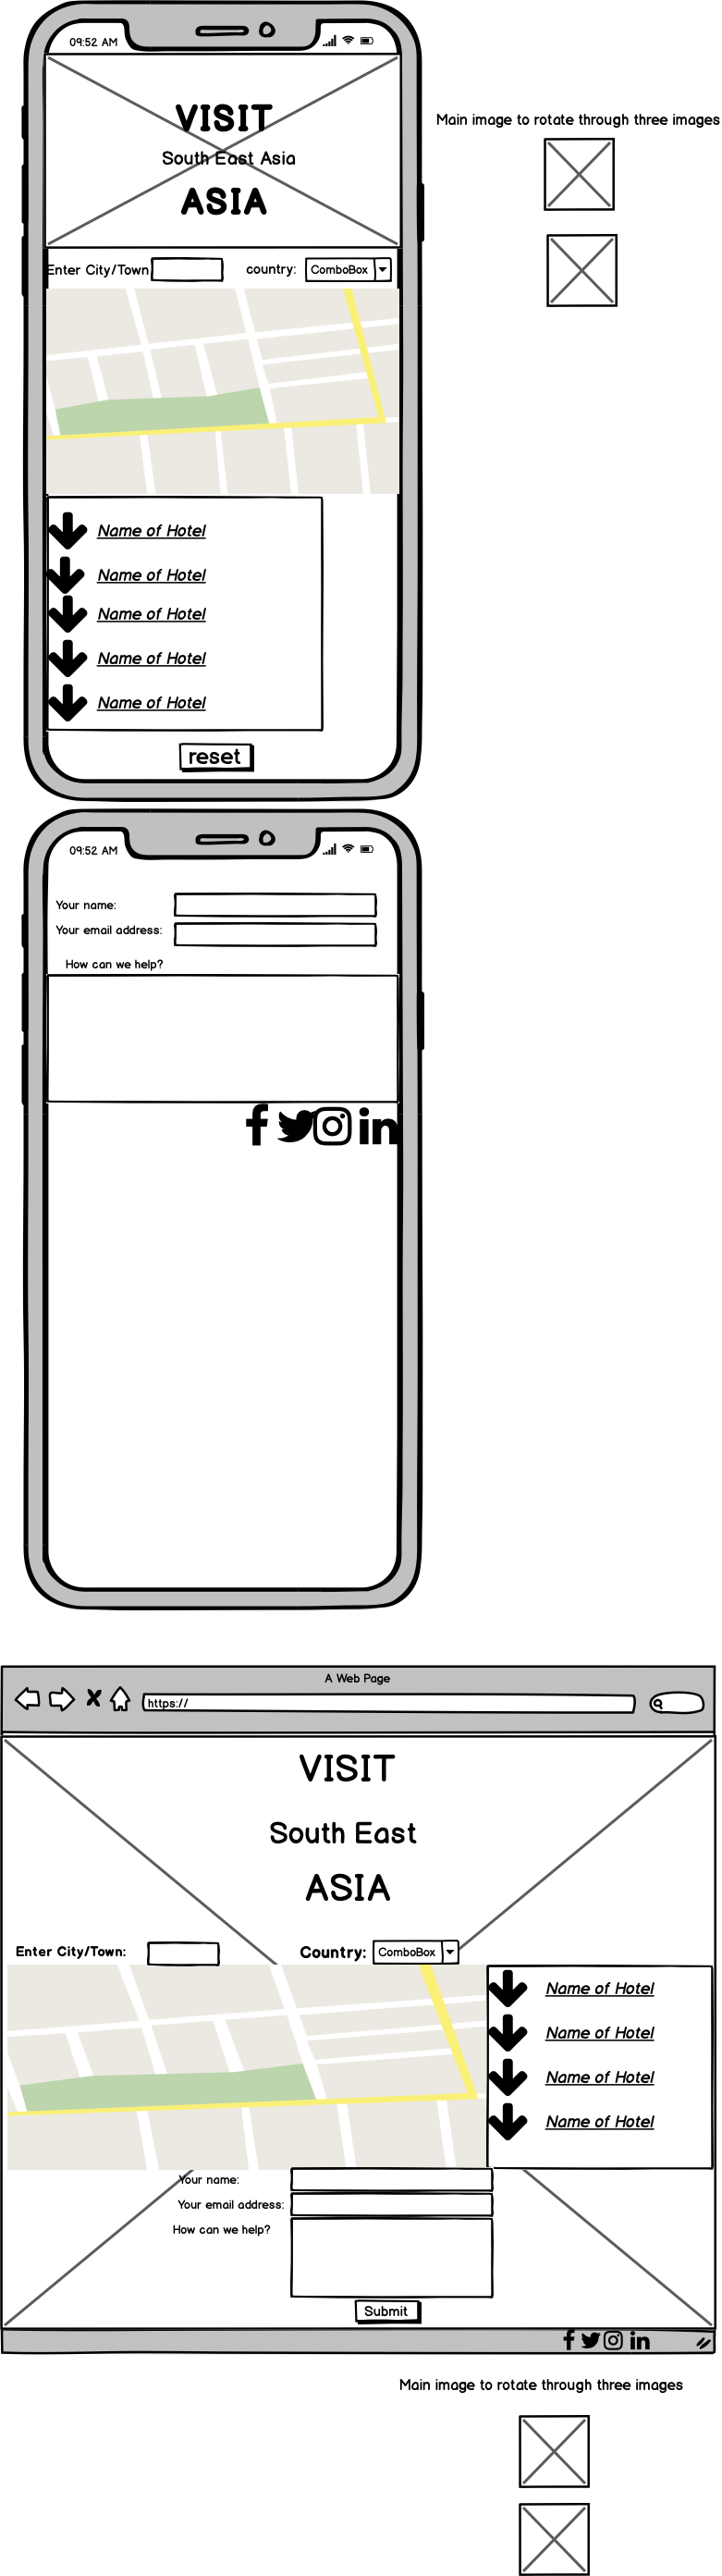 09:52 AM
VISIT
South East Asia
ASIA
Main image to rotate through three images
Enter City/Town:
country:
ComboBox
Name of Hotel
Name of Hotel
Name of Hotel
Name of Hotel
Name of Hotel
reset
09:52 AM
Your name:
Your email address:
How can we help?
A Web Page
https://
VISIT
South East
ASIA
Enter City/Town:
Country:
ComboBox
Name of Hotel
Name of Hotel
Name of Hotel
Name of Hotel
Your name:
Your email address:
How can we help?
Submit
Main image to rotate through three images